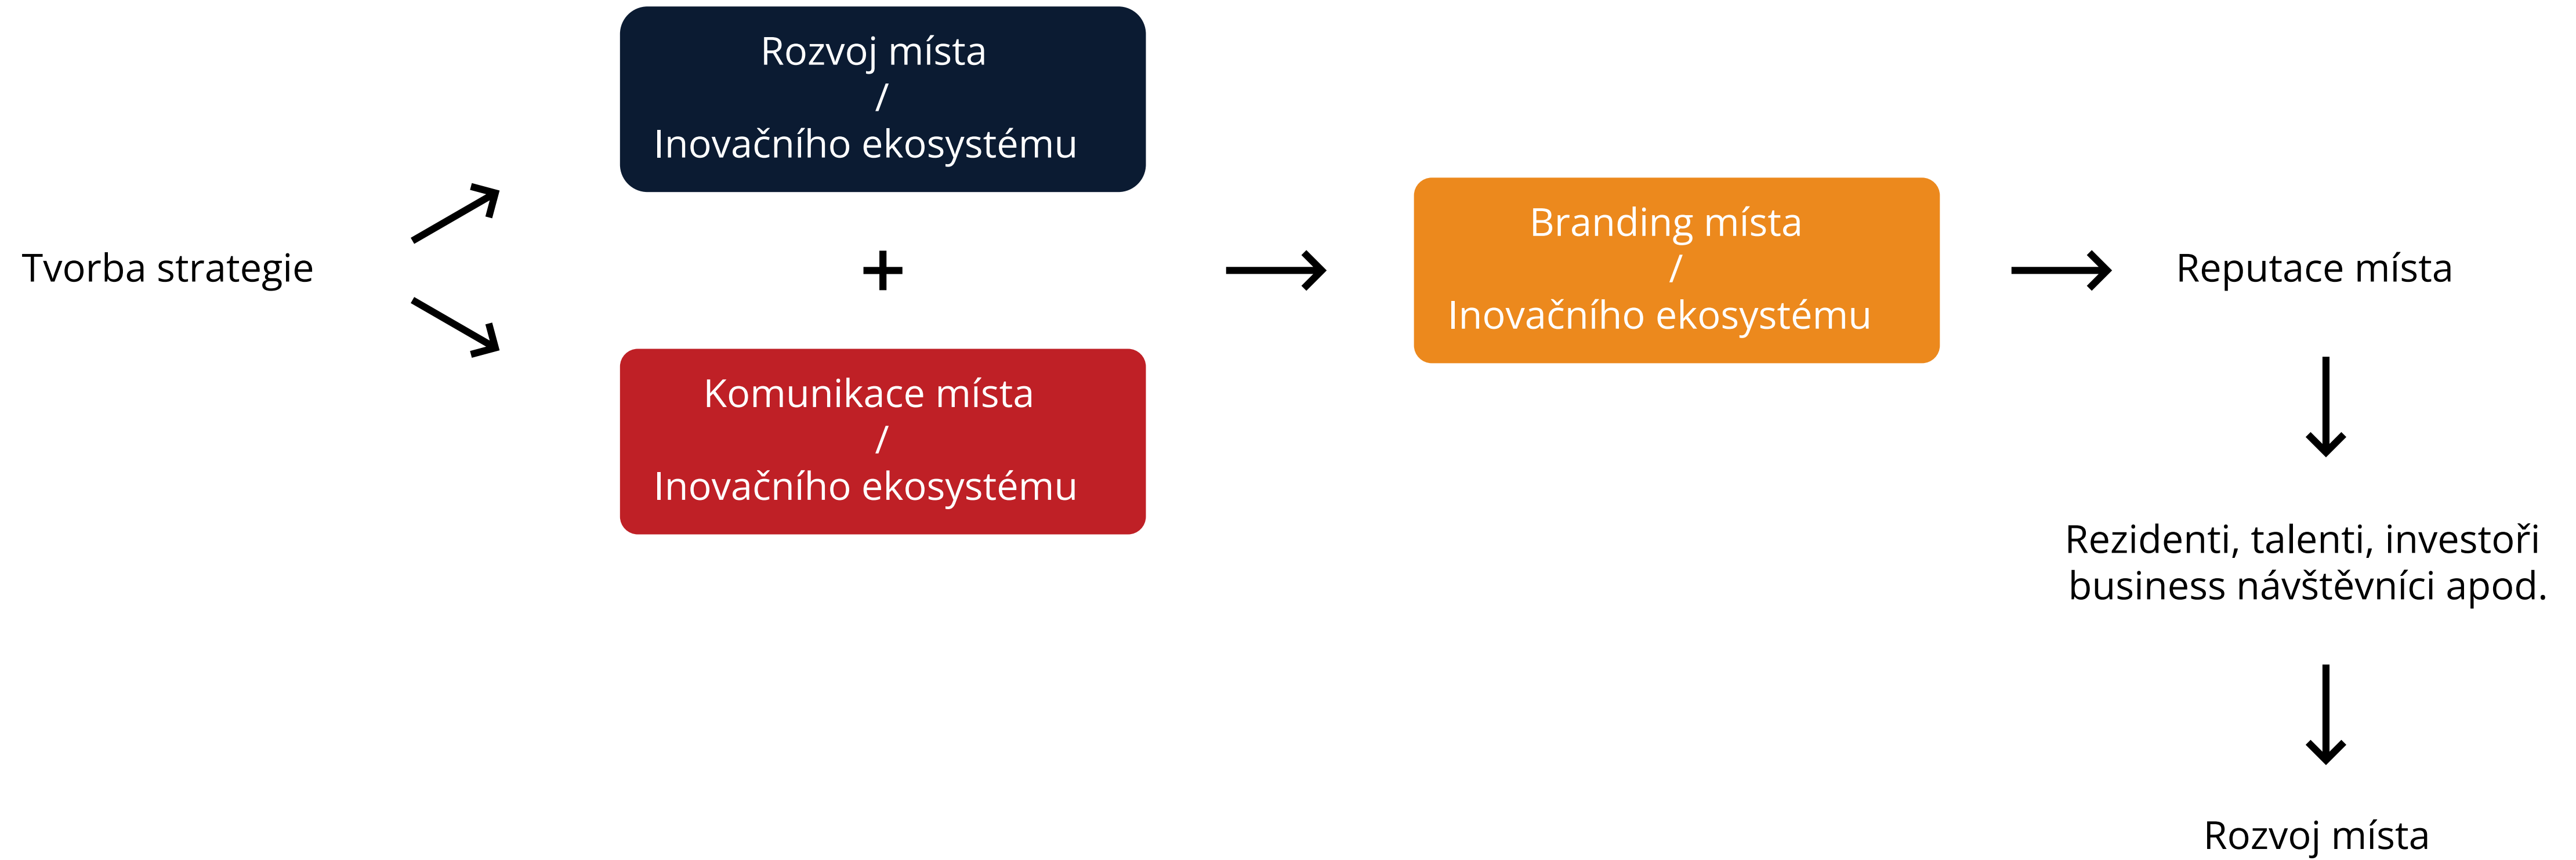 Tvorba strategie
Rozvoj místa
/
Inovačního ekosystému
+
Komunikace místa
/
Inovačního ekosystému
Branding místa
/
Inovačního ekosystému
Reputace místa
Rezidenti, talenti, investoři
business návštěvníci apod.
Rozvoj místa